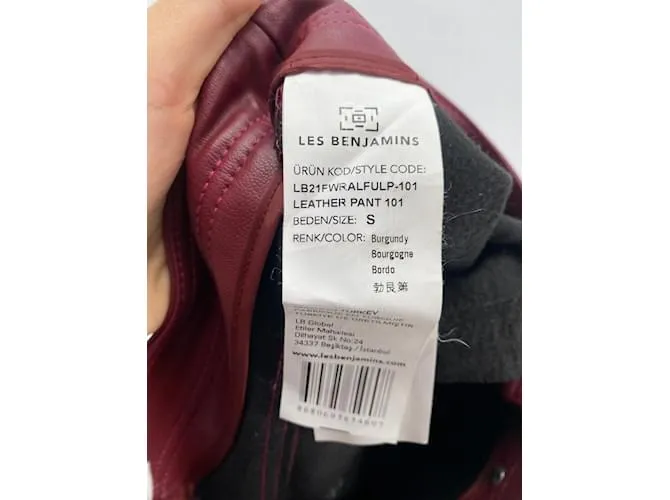 LES BENJAMINS
ÜRÜN KOD/STYLE CODE:
LB21FWRALFULP-101
LEATHER PANT 101
BEDEN/SIZE: S
RENK/COLOR: Burgundy
Bourgogne
Bordo
勃艮第
TURKEY
LB Global
Etiler Mahallesi
Dilhayat Sk No:24
34337 Beşiktaş / İstanbul
www.lesbenjamins.com